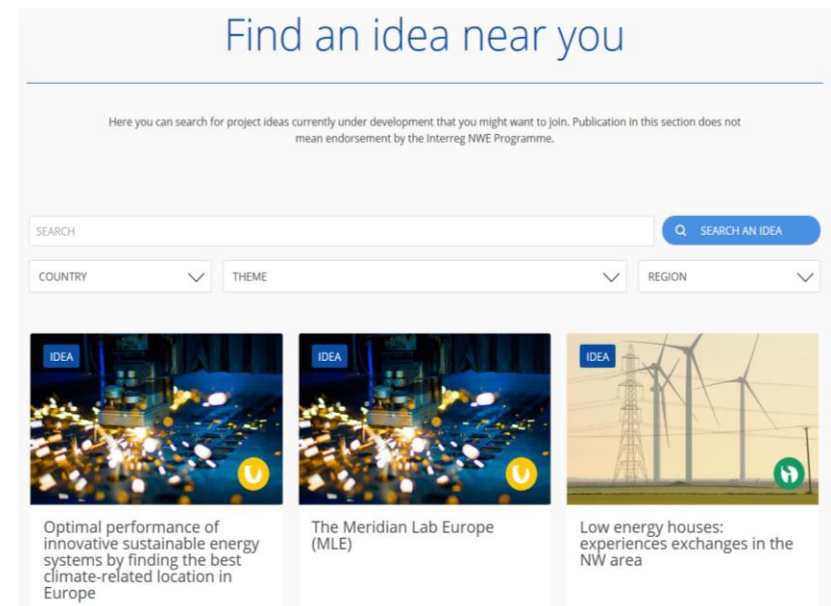 Find an idea near you
Here you can search for project ideas currently under development that you might want to join. Publication in this section does not
mean endorsement by the Interreg NWE Programme.
SEARCH
SEARCH AN IDEA
COUNTRY
THEME
REGION
IDEA
IDEA
IDEA
Optimal performance of
innovative sustainable energy
systems by finding the best
climate-related location in
Europe
The Meridian Lab Europe
(MLE)
Low energy houses:
experiences exchanges in the
NW area